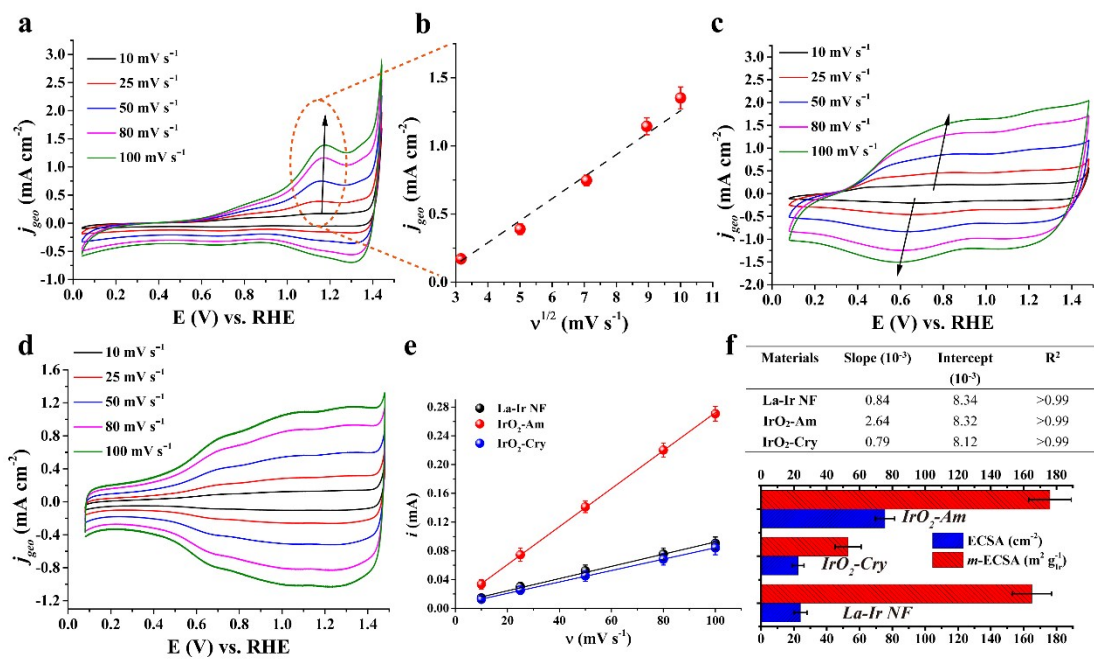 a
10 mV s⁻¹
25 mV s⁻¹
50 mV s⁻¹
80 mV s⁻¹
100 mV s⁻¹
3.0
2.5
2.0
1.5
1.0
0.5
0.0
-0.5
-1.0
j_geo (mA cm⁻²)
0.0 0.2 0.4 0.6 0.8 1.0 1.2 1.4
E (V) vs. RHE
b
1.5
1.0
0.5
0.0
j_geo (mA cm⁻²)
3 4 5 6 7 8 9 10 11
ν^1/2 (mV s⁻¹)
c
10 mV s⁻¹
25 mV s⁻¹
50 mV s⁻¹
80 mV s⁻¹
100 mV s⁻¹
3.5
3.0
2.5
2.0
1.5
1.0
0.5
0.0
-0.5
-1.0
-1.5
-2.0
j_geo (mA cm⁻²)
0.0 0.2 0.4 0.6 0.8 1.0 1.2 1.4
E (V) vs. RHE
d
10 mV s⁻¹
25 mV s⁻¹
50 mV s⁻¹
80 mV s⁻¹
100 mV s⁻¹
1.6
1.2
0.8
0.4
0.0
-0.4
-0.8
-1.2
j_geo (mA cm⁻²)
0.0 0.2 0.4 0.6 0.8 1.0 1.2 1.4
E (V) vs. RHE
e
La-Ir NF
IrO₂-Am
IrO₂-Cry
0.28
0.24
0.20
0.16
0.12
0.08
0.04
0.00
i (mA)
0 20 40 60 80 100
ν (mV s⁻¹)
f
Materials Slope (10⁻³) Intercept (10⁻³) R²
La-Ir NF 0.84 8.34 >0.99
IrO₂-Am 2.64 8.32 >0.99
IrO₂-Cry 0.79 8.12 >0.99
0 20 40 60 80 100 120 140 160 180
IrO₂-Am
IrO₂-Cry
La-Ir NF
ECSA (cm⁻²)
m-ECSA (m² g_Ir)
0 20 40 60 80 100 120 140 160 180